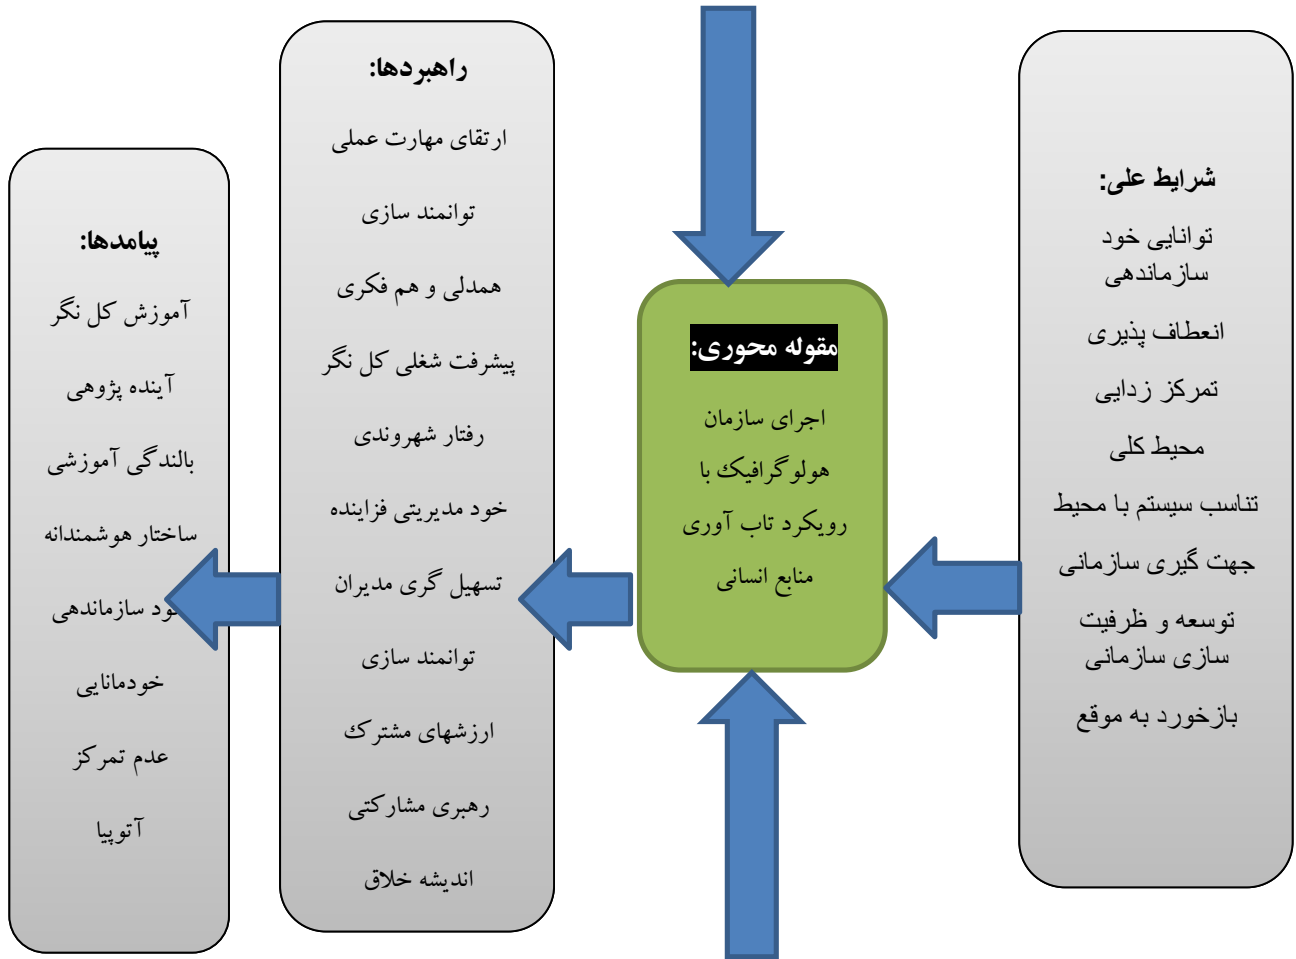 شرایط علی:
توانایی خود
سازماندهی
انعطاف پذیری
تمرکز زدایی
محیط کلی
تناسب سیستم با محیط
جهت گیری سازمانی
توسعه و ظرفیت
سازی سازمانی
بازخورد به موقع
مقوله محوری:
اجرای سازمان
هولوگرافیک با
رویکرد تاب آوری
منابع انسانی
راهبردها:
ارتقای مهارت عملی
توانمند سازی
همدلی و هم فکری
پیشرفت شغلی کل نگر
رفتار شهروندی
خود مدیریتی فزاینده
تسهیل گری مدیران
توانمند سازی
ارزشهای مشترک
رهبری مشارکتی
اندیشه خلاق
پیامدها:
آموزش کل نگر
آینده پژوهی
بالندگی آموزشی
ساختار هوشمندانه
سازماندهی
خودمانایی
عدم تمرکز
آتوپیا